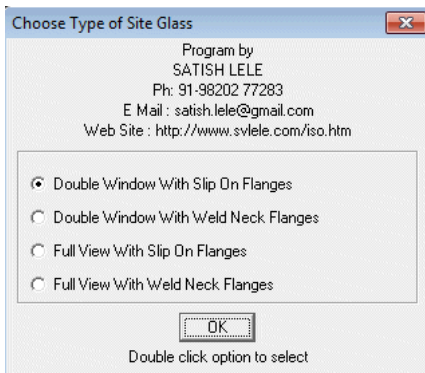 Choose Type of Site Glass
Program by
SATISH LELE
Ph: 91-98202 77283
E Mail : satish.lele@gmail.com
Web Site : http://www.svlele.com/iso.htm
Double Window With Slip On Flanges
Double Window With Weld Neck Flanges
Full View With Slip On Flanges
Full View With Weld Neck Flanges
OK
Double click option to select